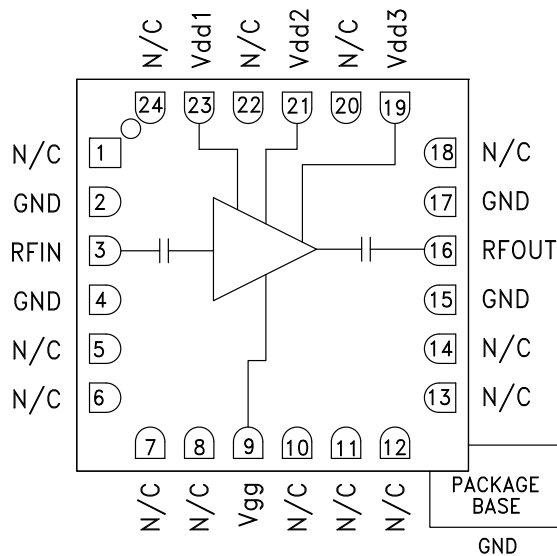 N/C Vdd1 N/C Vdd2 N/C Vdd3
24 23 22 21 20 19
N/C 1 18 N/C
GND 2 17 GND
RFIN 3 16 RFOUT
GND 4 15 GND
N/C 5 14 N/C
N/C 6 13 N/C
7 8 9 10 11 12
N/C N/C Vgg N/C N/C N/C
PACKAGE
BASE
GND